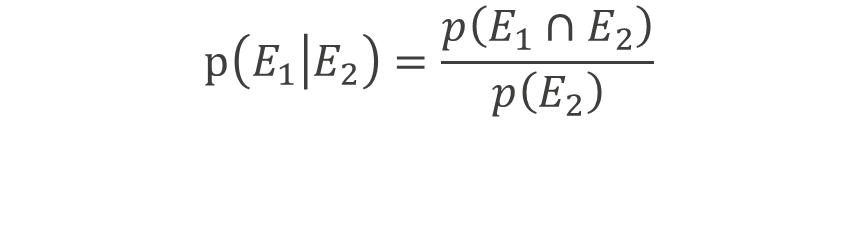 p(E₁|E₂) = p(E₁ ∩ E₂) / p(E₂)